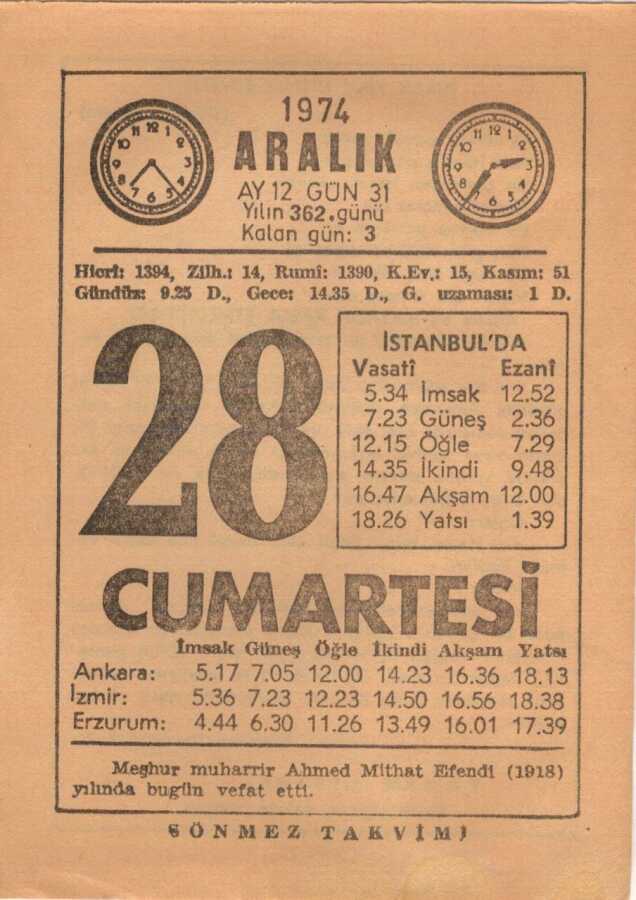 1974
ARALIK
AY 12 GÜN 31
Yılın 362.günü
Kalan gün: 3
Hicrî: 1394, Zilh.: 14, Rumî: 1390, K.Ev.: 15, Kasım: 51
Gündüz: 9.25 D., Gece: 14.35 D., G. uzaması: 1 D.
28
İSTANBUL'DA
Vasatî Ezanî
5.34 İmsak 12.52
7.23 Güneş 2.36
12.15 Öğle 7.29
14.35 İkindi 9.48
16.47 Akşam 12.00
18.26 Yatsı 1.39
CUMARTESİ
İmsak Güneş Öğle İkindi Akşam Yatsı
Ankara: 5.17 7.05 12.00 14.23 16.36 18.13
İzmir: 5.36 7.23 12.23 14.50 16.56 18.38
Erzurum: 4.44 6.30 11.26 13.49 16.01 17.39
Meşhur muharrir Ahmed Mithat Efendi (1918)
yılında bugün vefat etti.
SÖNMEZ TAKVİMİ